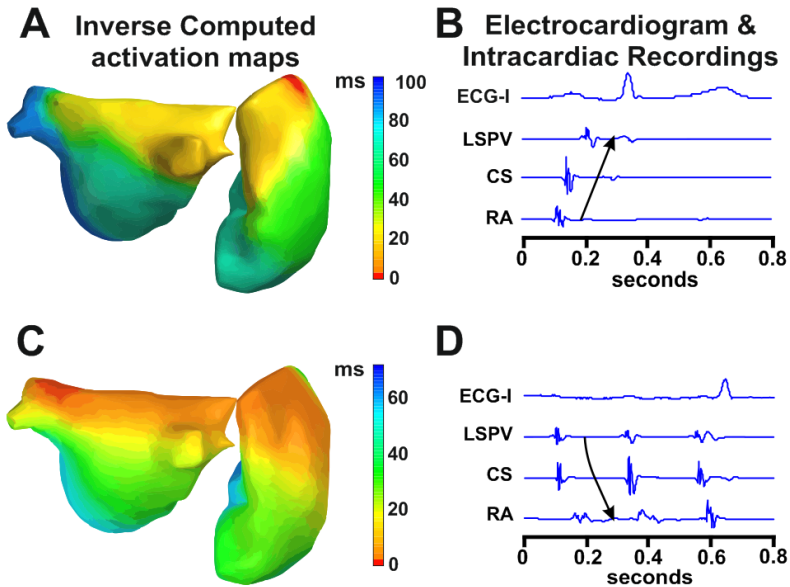 A Inverse Computed
activation maps
ms
100
80
60
40
20
0
B Electrocardiogram &
Intracardiac Recordings
ECG-I
LSPV
CS
RA
0 0.2 0.4 0.6 0.8
seconds
C
ms
60
40
20
0
D
ECG-I
LSPV
CS
RA
0 0.2 0.4 0.6 0.8
seconds